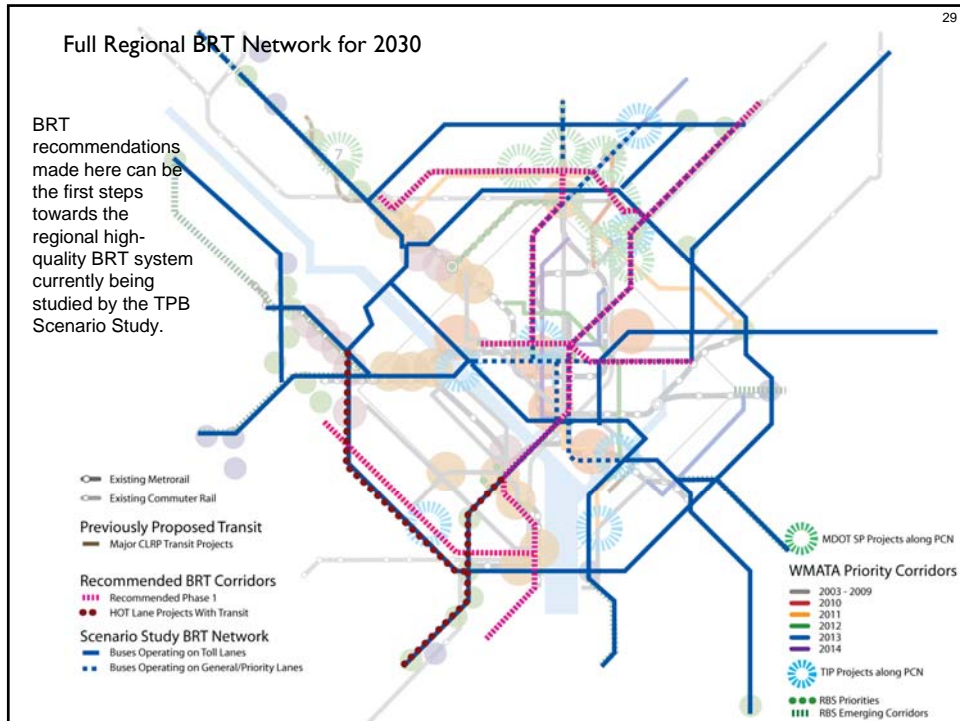 29
Full Regional BRT Network for 2030
BRT
recommendations
made here can be
the first steps
towards the
regional high-
quality BRT system
currently being
studied by the TPB
Scenario Study.
7
Existing Metrorail
Existing Commuter Rail
Previously Proposed Transit
Major CLRP Transit Projects
Recommended BRT Corridors
Recommended Phase 1
HOT Lane Projects With Transit
Scenario Study BRT Network
Buses Operating on Toll Lanes
Buses Operating on General/Priority Lanes
MDOT SP Projects along PCN
WMATA Priority Corridors
2003 - 2009
2010
2011
2012
2013
2014
TIP Projects along PCN
RBS Priorities
RBS Emerging Corridors